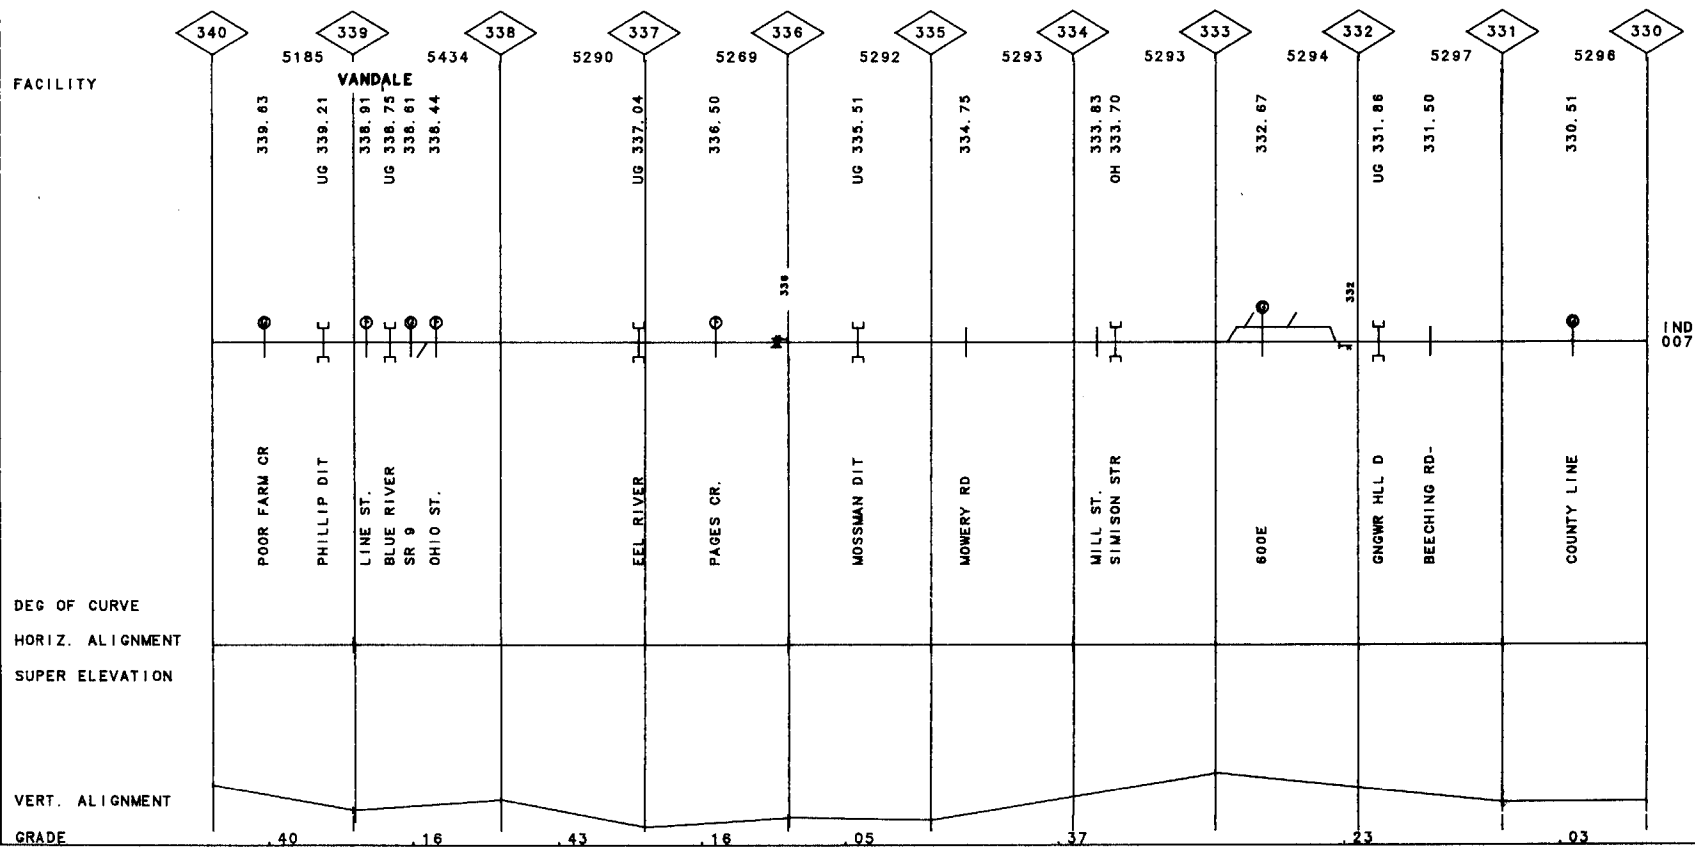 340 339 338 337 336 335 334 333 332 331 330
5185 5434 5290 5269 5292 5293 5293 5294 5297 5296
FACILITY
VANDALE
339.63
UG 339.21
338.91
UG 338.75
338.61
338.44
UG 337.04
336.50
UG 335.51
334.75
333.83
OH 333.70
332.67
UG 331.86
331.50
330.51
336
332
IND
007
POOR FARM CR
PHILLIP DIT
LINE ST.
BLUE RIVER
SR 9
OHIO ST.
EEL RIVER
PAGES CR.
MOSSMAN DIT
MOWERY RD
MILL ST.
SIMISON STR
600E
GNGWR HLL D
BEECHING RD-
COUNTY LINE
DEG OF CURVE
HORIZ. ALIGNMENT
SUPER ELEVATION
VERT. ALIGNMENT
GRADE .40 .16 .43 .16 .05 .37 .23 .03